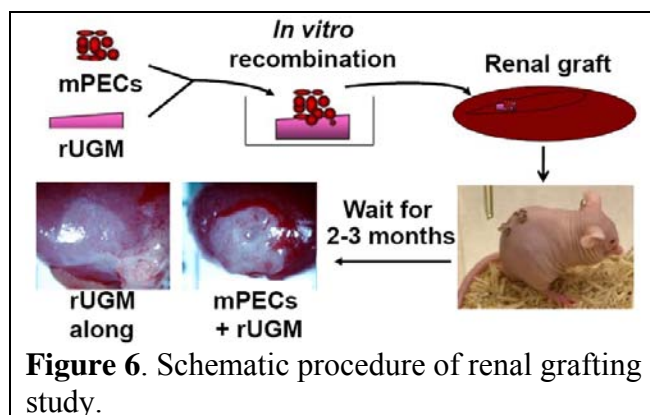 In vitro
recombination
mPECs
rUGM
Renal graft
Wait for
2-3 months
rUGM
along
mPECs
+ rUGM
Figure 6. Schematic procedure of renal grafting
study.